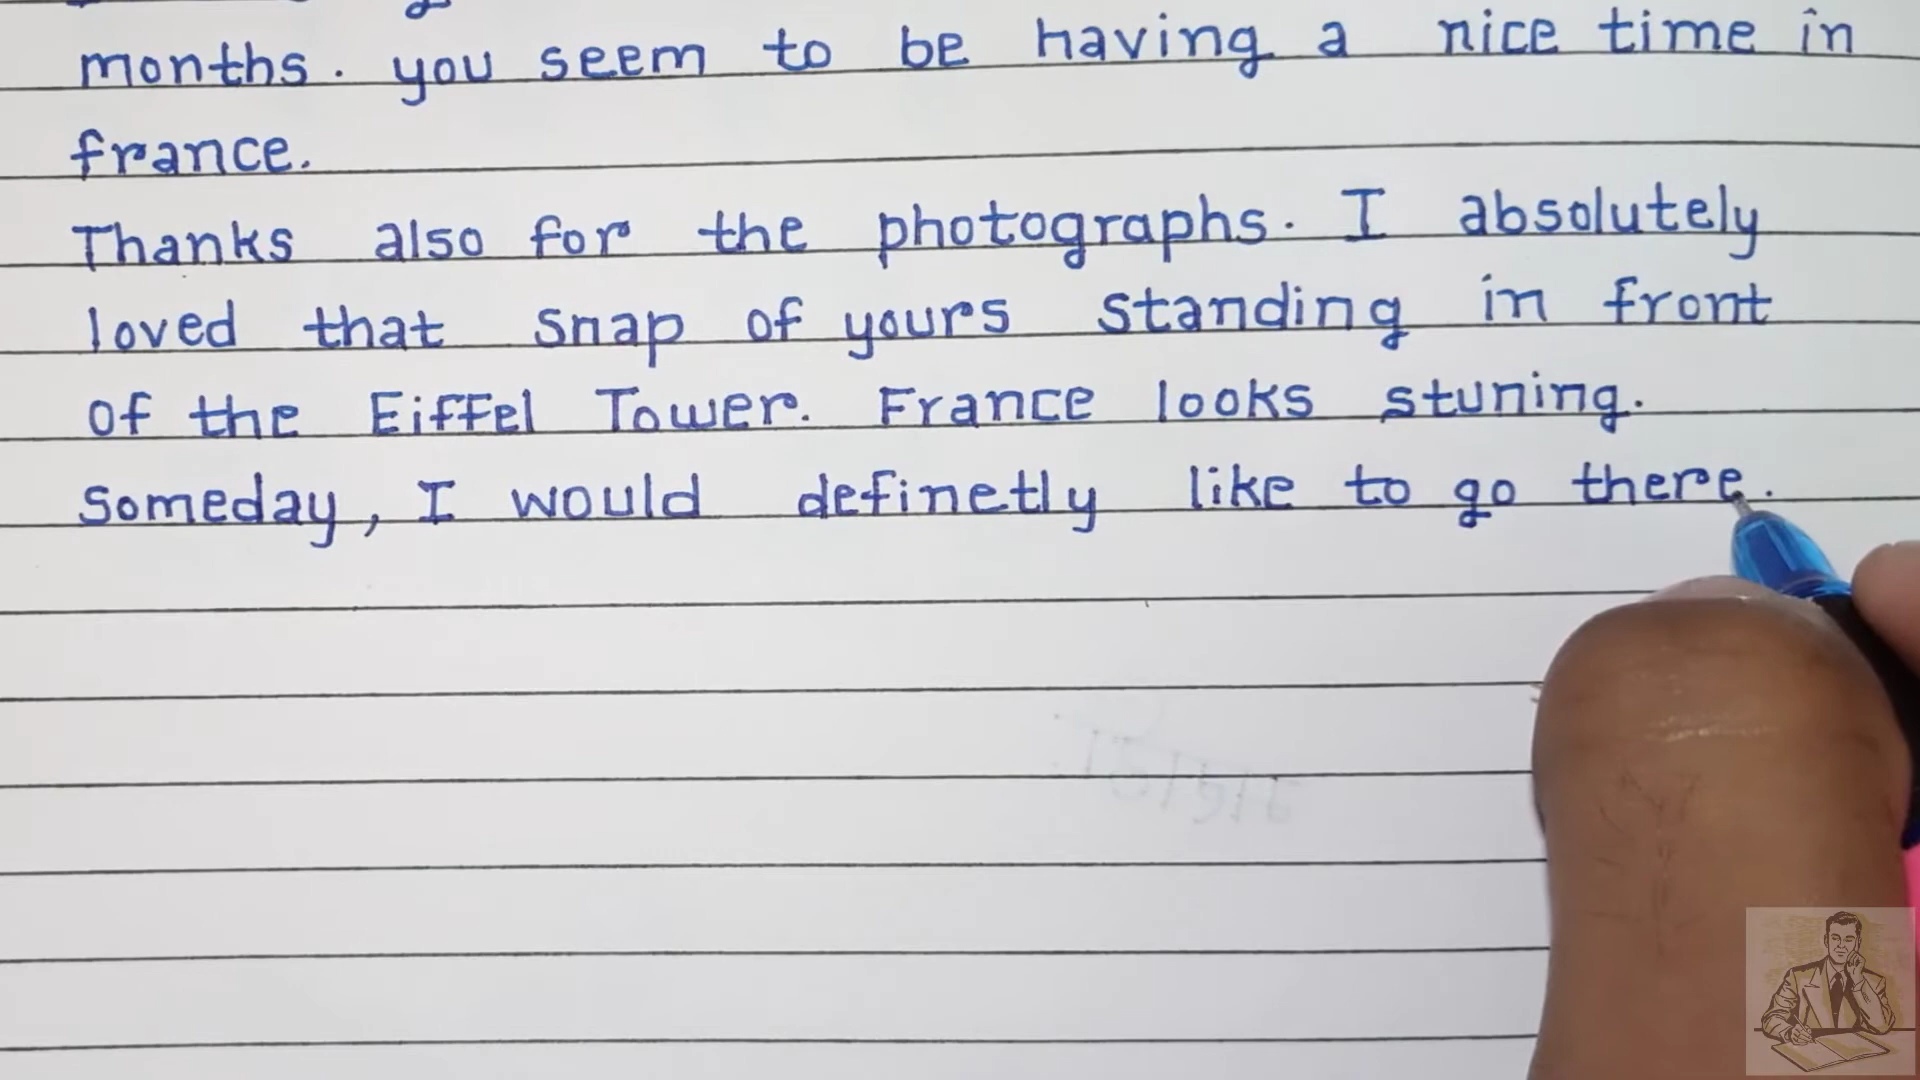 months. you seem to be having a nice time in
france.
Thanks also for the photographs. I absolutely
loved that snap of yours standing in front
of the Eiffel Tower. France looks stuning.
Someday, I would definetly like to go there.